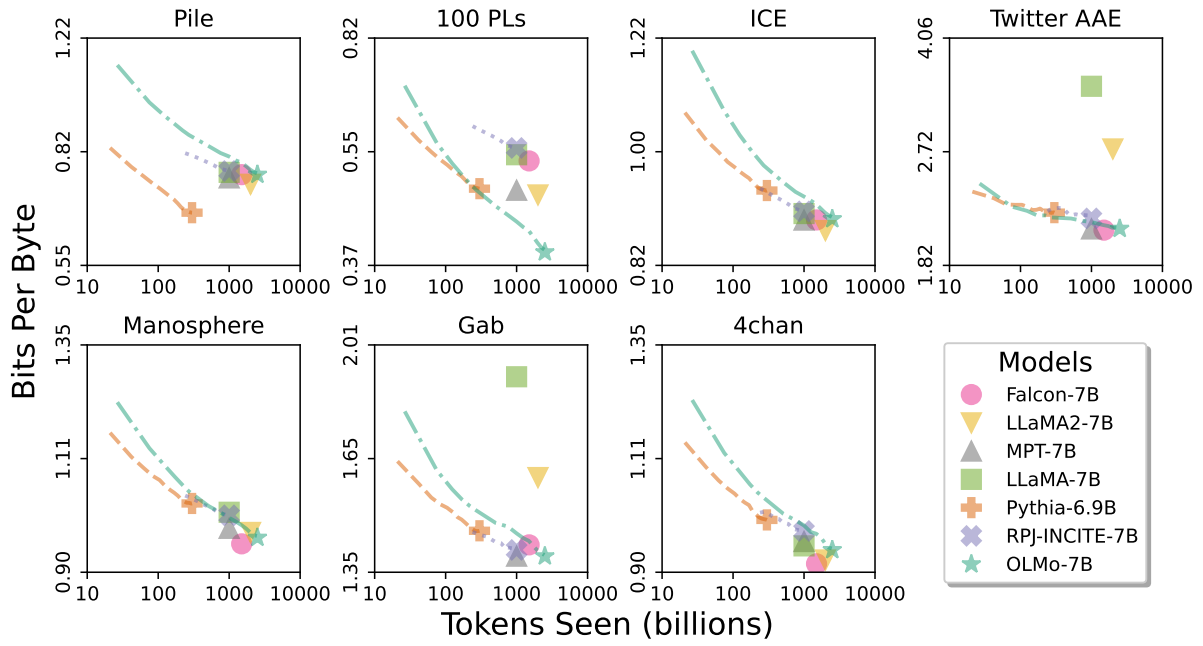 Bits Per Byte
Pile
1.22
0.82
0.55
10 100 1000 10000
100 PLs
0.82
0.55
0.37
10 100 1000 10000
ICE
1.22
1.00
0.82
10 100 1000 10000
Twitter AAE
4.06
2.72
1.82
10 100 1000 10000
Manosphere
1.35
1.11
0.90
10 100 1000 10000
Gab
2.01
1.65
1.35
10 100 1000 10000
4chan
1.35
1.11
0.90
10 100 1000 10000
Models
Falcon-7B
LLaMA2-7B
MPT-7B
LLaMA-7B
Pythia-6.9B
RPJ-INCITE-7B
OLMo-7B
Tokens Seen (billions)